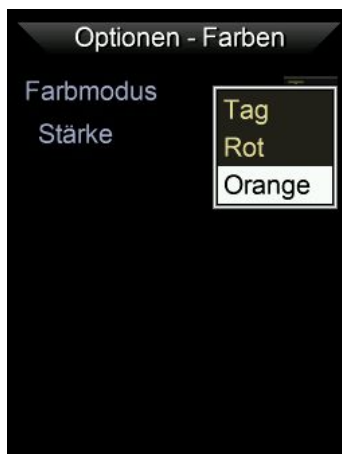 Optionen - Farben
Farbmodus
Stärke
Tag
Rot
Orange